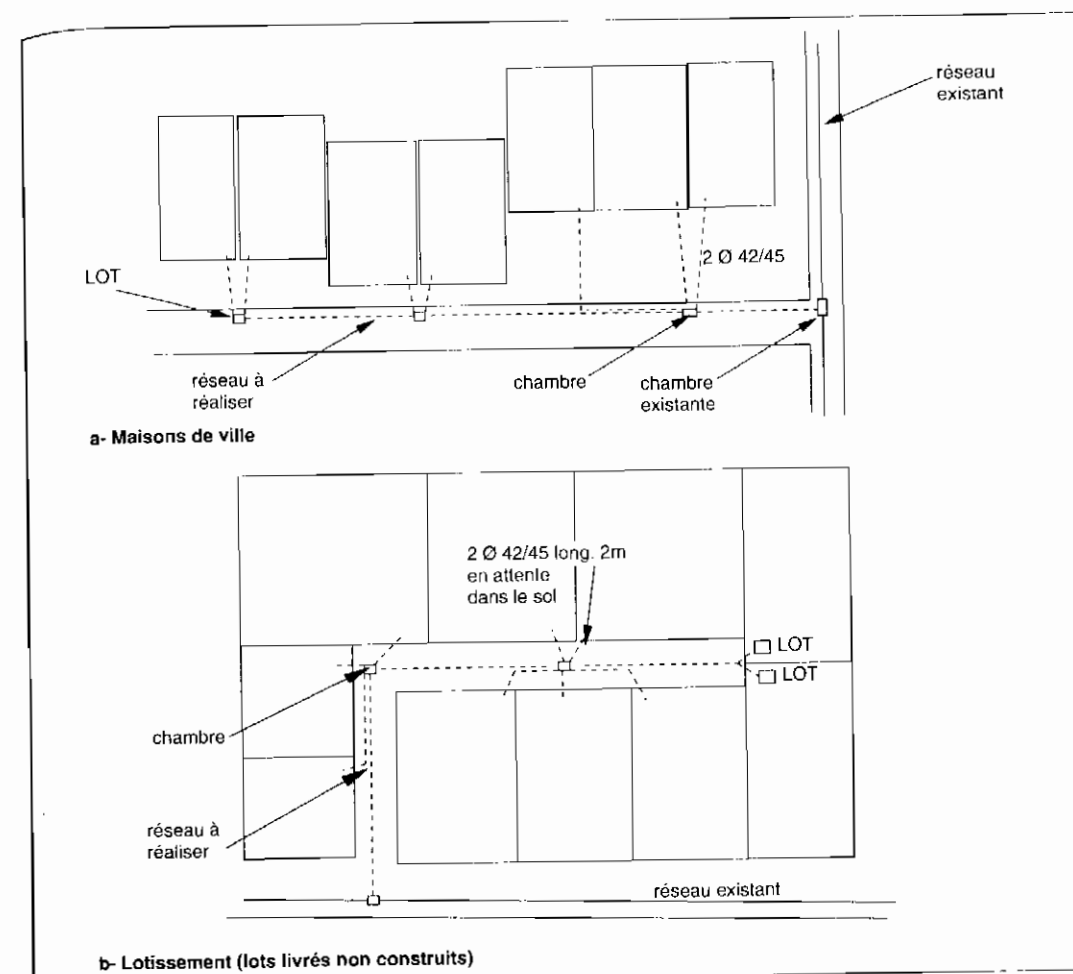 réseau
existant
2 Ø 42/45
LOT
réseau à
réaliser
chambre
chambre
existante
a- Maisons de ville
2 Ø 42/45 long. 2m
en attente
dans le sol
LOT
LOT
chambre
réseau à
réaliser
réseau existant
b- Lotissement (lots livrés non construits)